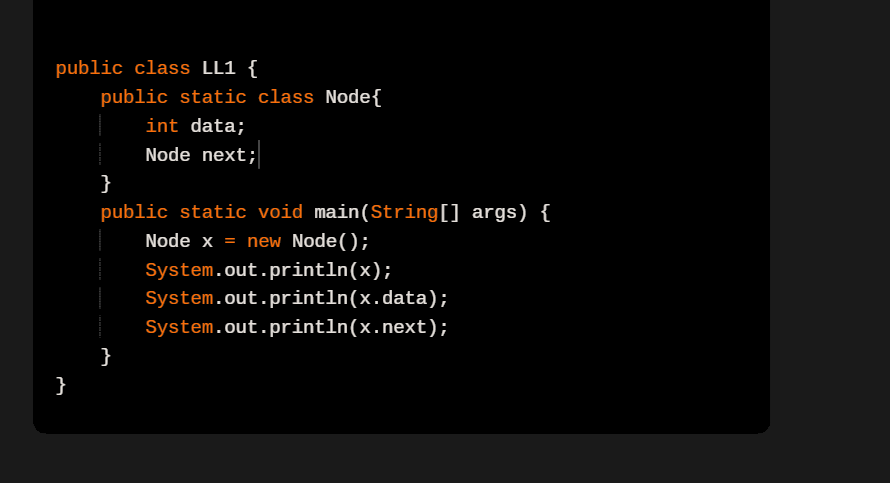 public class LL1 {
    public static class Node{
        int data;
        Node next;
    }
    public static void main(String[] args) {
        Node x = new Node();
        System.out.println(x);
        System.out.println(x.data);
        System.out.println(x.next);
    }
}